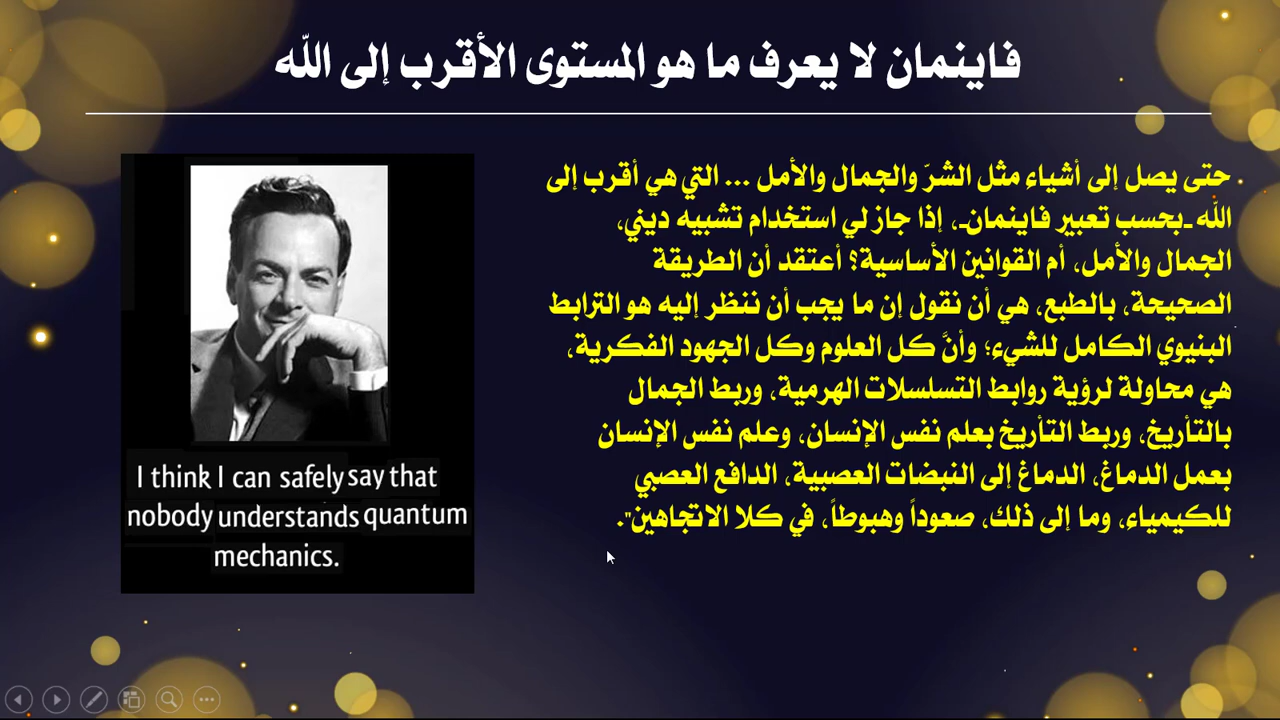 فاينمان لا يعرف ما هو المستوى الأقرب إلى الله
حتى يصل إلى أشياء مثل الشرّ والجمال والأمل ... التي هي أقرب إلى
الله ـبحسب تعبير فاينمانـ، إذا جاز لي استخدام تشبيه ديني،
الجمال والأمل، أم القوانين الأساسية؟ أعتقد أن الطريقة
الصحيحة، بالطبع، هي أن نقول إن ما يجب أن ننظر إليه هو الترابط
البنيوي الكامل للشيء؛ وأنَّ كل العلوم وكل الجهود الفكرية،
هي محاولة لرؤية روابط التسلسلات الهرمية، وربط الجمال
بالتأريخ، وربط التأريخ بعلم نفس الإنسان، وعلم نفس الإنسان
بعمل الدماغ، الدماغ إلى النبضات العصبية، الدافع العصبي
للكيمياء، وما إلى ذلك، صعوداً وهبوطاً، في كلا الاتجاهين".
I think I can safely say that
nobody understands quantum
mechanics.